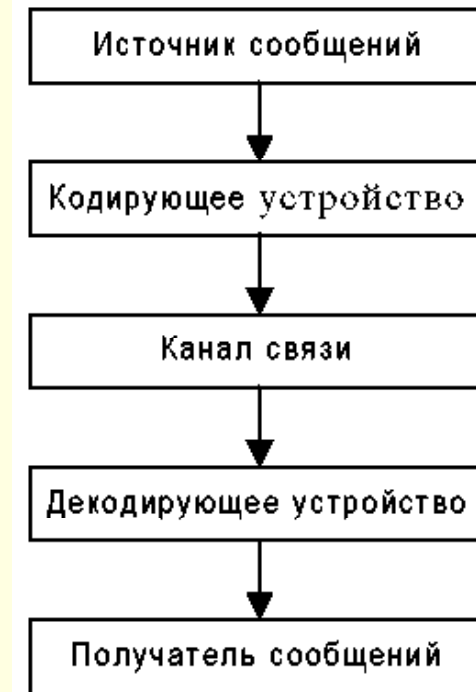 Источник сообщений
Кодирующее устройство
Канал связи
Декодирующее устройство
Получатель сообщений